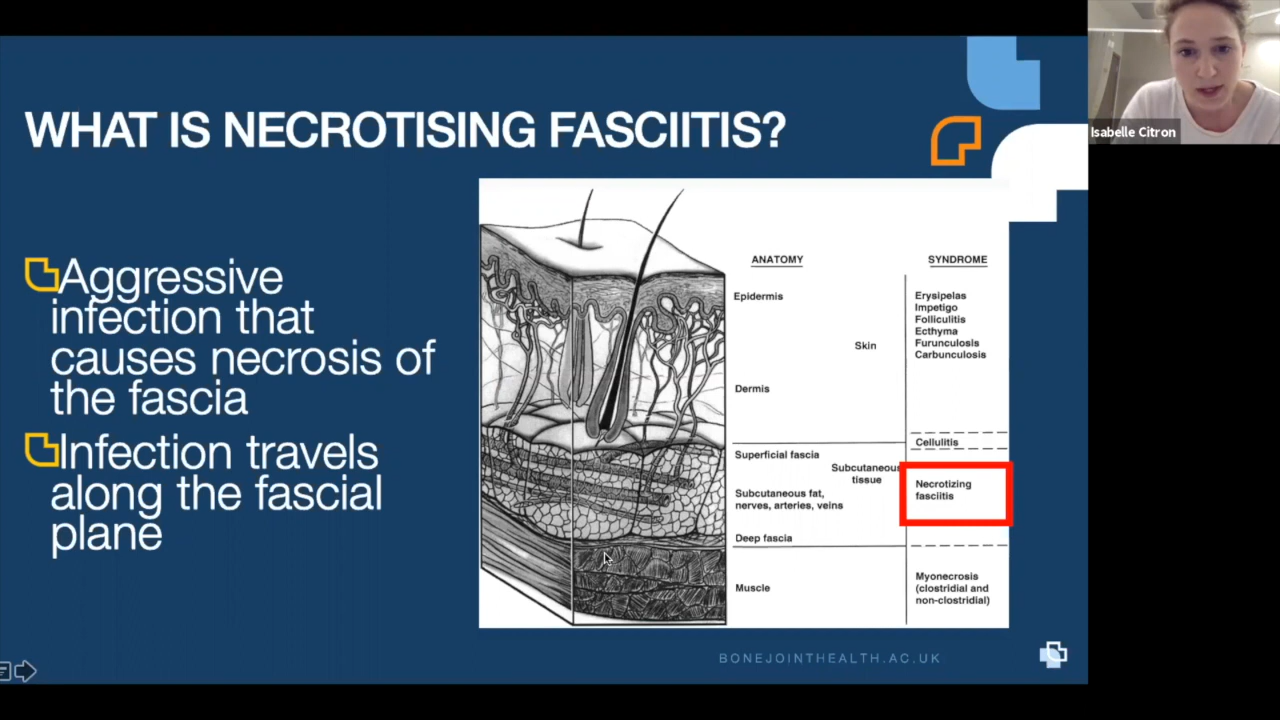 WHAT IS NECROTISING FASCIITIS?
Aggressive
infection that
causes necrosis of
the fascia
Infection travels
along the fascial
plane
ANATOMY
Epidermis
Skin
Dermis
Superficial fascia
Subcutaneou
tissue
Subcutaneous fat,
nerves, arteries, veins
Deep fascia
Muscle
SYNDROME
Erysipelas
Impetigo
Folliculitis
Ecthyma
Furunculosis
Carbunculosis
Cellulitis
Necrotizing
fasciitis
Myonecrosis
(clostridial and
non-clostridial)
BONEJOINTHEALTH.AC.UK
Isabelle Citron